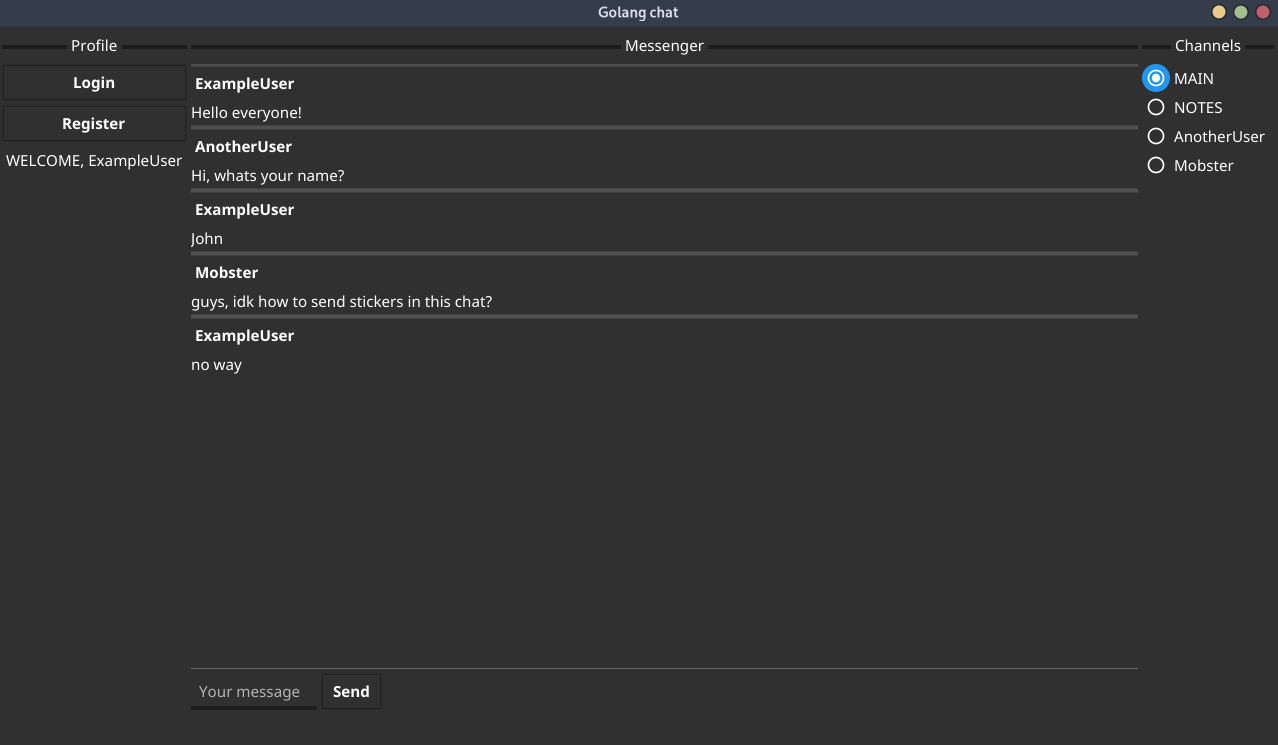 Golang chat
Profile
Login
Register
WELCOME, ExampleUser
Messenger
ExampleUser
Hello everyone!
AnotherUser
Hi, whats your name?
ExampleUser
John
Mobster
guys, idk how to send stickers in this chat?
ExampleUser
no way
Your message
Send
Channels
MAIN
NOTES
AnotherUser
Mobster